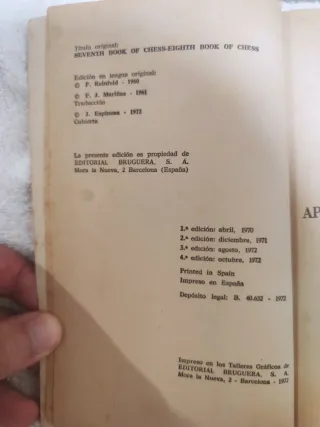 Título original:
SEVENTH BOOK OF CHESS-EIGHTH BOOK OF CHESS
Edición en lengua original:
© F. Reinfeld - 1960
© F. J. Martínez - 1961
Traducción
© J. Espinosa - 1972
Cubierta
La presente edición es propiedad de
EDITORIAL BRUGUERA, S. A.
Mora la Nueva, 2 Barcelona (España)
1.ª edición: abril, 1970
2.ª edición: diciembre, 1971
3.ª edición: agosto, 1972
4.ª edición: octubre, 1972
Printed in Spain
Impreso en España
Depósito legal: B. 40.652 - 1972
Impreso en los Talleres Gráficos de
EDITORIAL BRUGUERA, S. A.
Mora la Nueva, 2 - Barcelona - 1972
AP